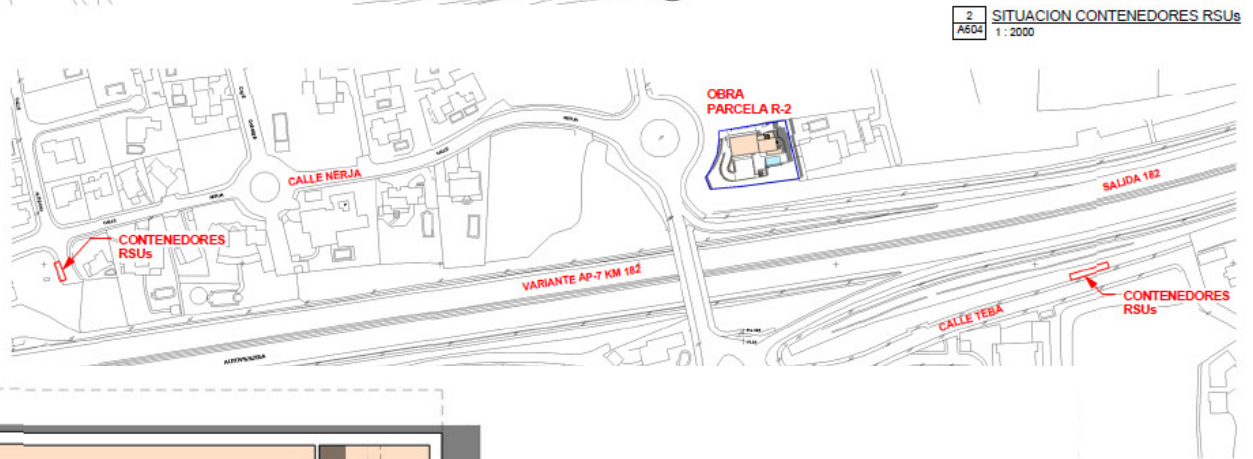 2 SITUACION CONTENEDORES RSUs
A604 1 : 2000
OBRA
PARCELA R-2
CALLE NERJA
SALIDA 182
CONTENEDORES
RSUs
VARIANTE AP-7 KM 182
CONTENEDORES
RSUs
CALLE TEBA